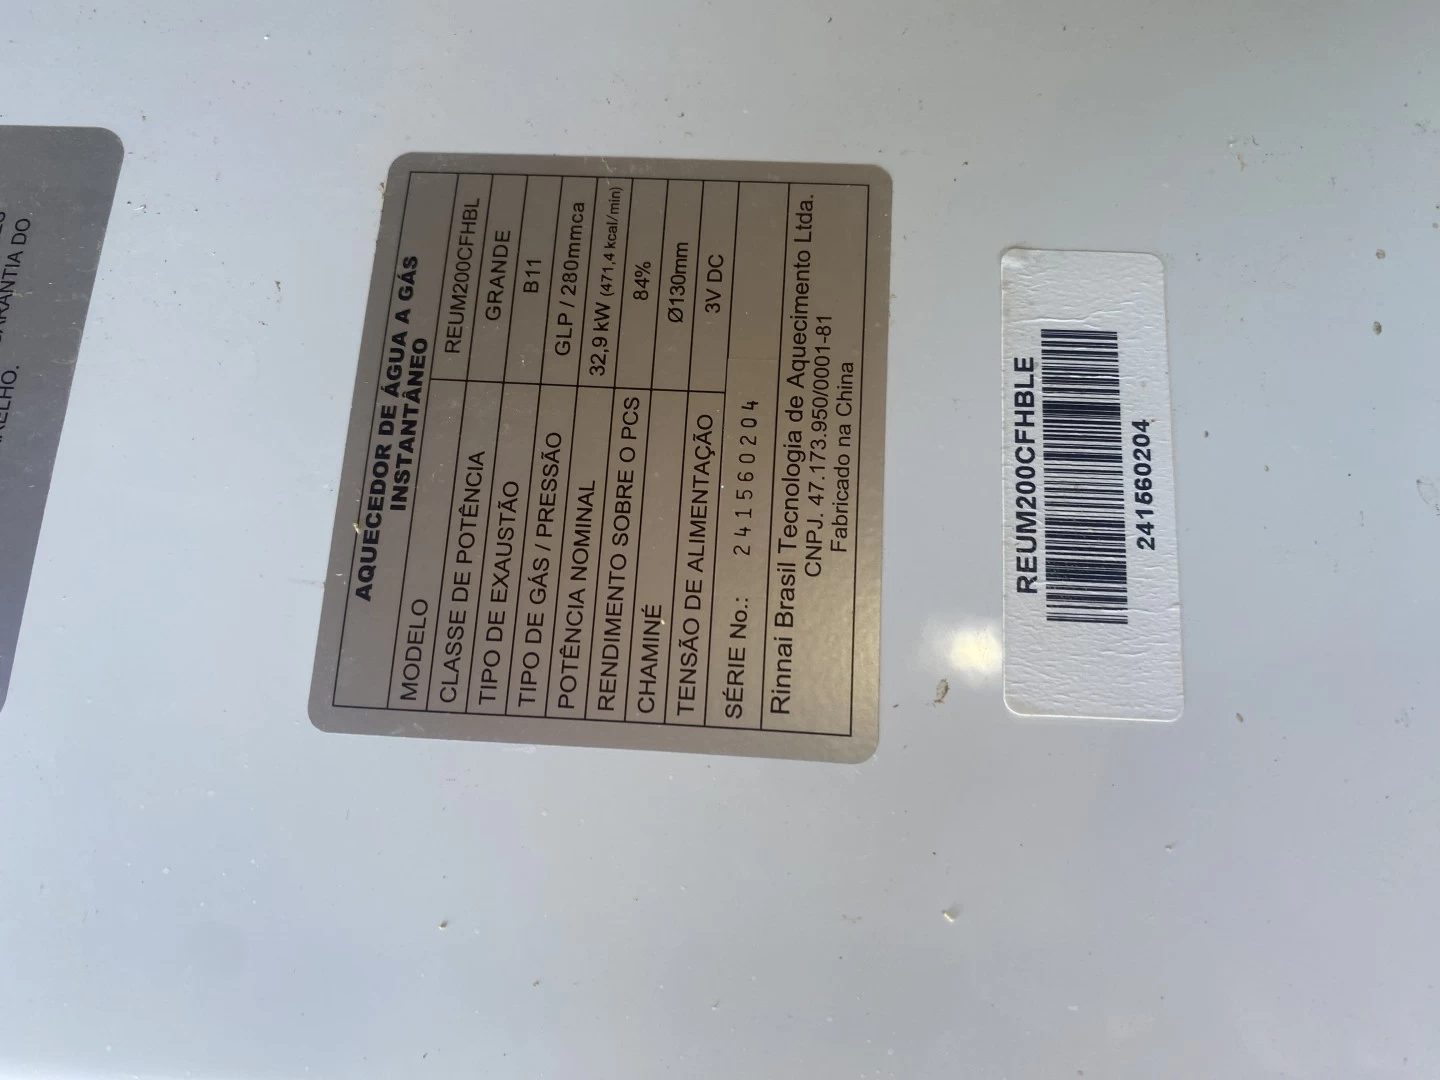 GARANTIA DO
AQUECEDOR DE ÁGUA A GÁS
INSTANTÂNEO
MODELO REUM200CFHBL
CLASSE DE POTÊNCIA GRANDE
TIPO DE EXAUSTÃO B11
TIPO DE GÁS / PRESSÃO GLP / 280mmca
POTÊNCIA NOMINAL 32,9 kW (471,4 kcal/min)
RENDIMENTO SOBRE O PCS 84%
CHAMINÉ Ø130mm
TENSÃO DE ALIMENTAÇÃO 3V DC
SÉRIE No.: 241560204
Rinnai Brasil Tecnologia de Aquecimento Ltda.
CNPJ. 47.173.950/0001-81
Fabricado na China
REUM200CFHBLE
241560204